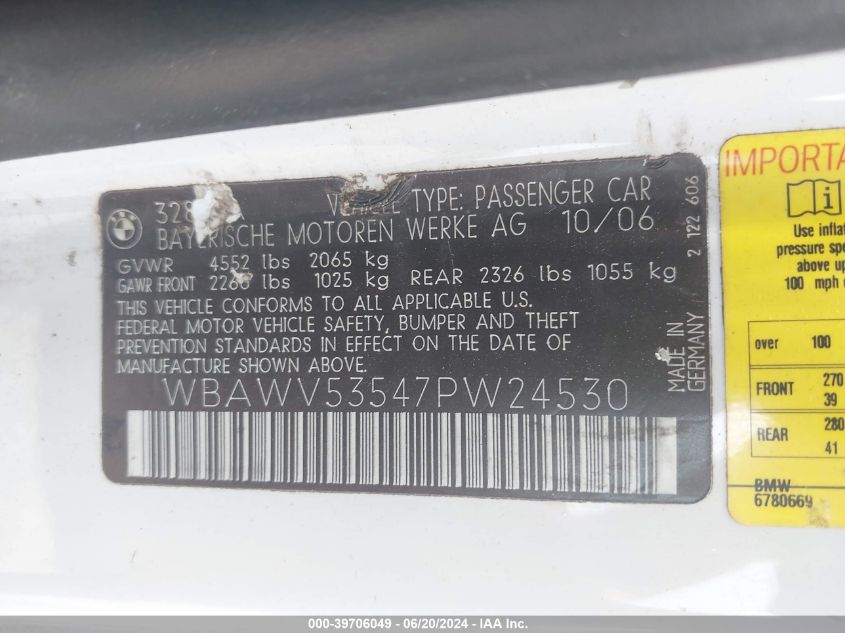 328
VEHICLE TYPE: PASSENGER CAR
BAYERISCHE MOTOREN WERKE AG 10/06
GVWR 4552 lbs 2065 kg
GAWR FRONT 2260 lbs 1025 kg REAR 2326 lbs 1055 kg
THIS VEHICLE CONFORMS TO ALL APPLICABLE U.S.
FEDERAL MOTOR VEHICLE SAFETY, BUMPER AND THEFT
PREVENTION STANDARDS IN EFFECT ON THE DATE OF
MANUFACTURE SHOWN ABOVE.
WBAWV53547PW24530
MADE IN
GERMANY
2 122 606
IMPORTA
Use inflat
pressure spe
above up
100 mph
over 100
FRONT 270
39
REAR 280
41
BMW
6780669
000-39706049 - 06/20/2024 - IAA Inc.